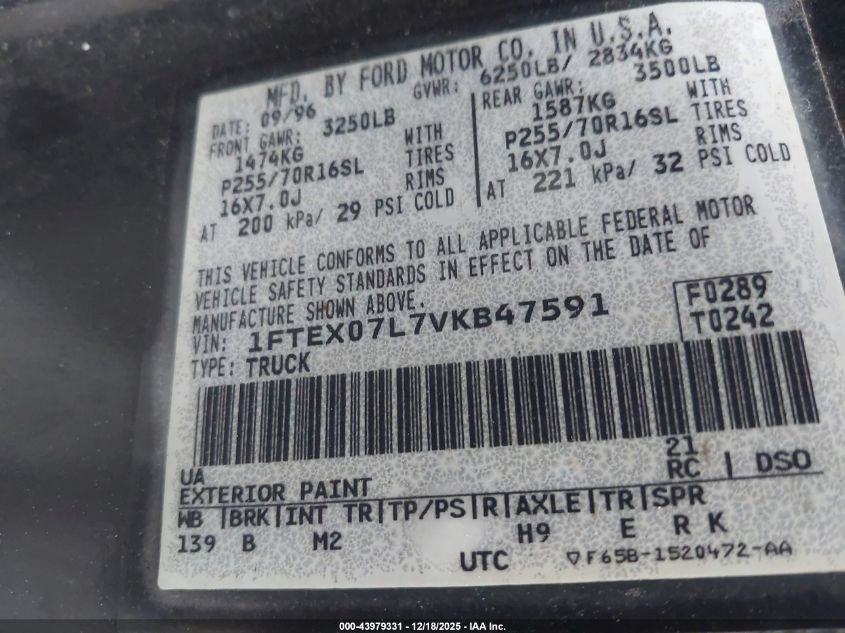 MFD. BY FORD MOTOR CO. IN U.S.A.
DATE: 09/96 GVWR: 6250LB/ 2834KG
FRONT GAWR: 3250LB
1474KG WITH
P255/70R16SL TIRES
16X7.0J RIMS
AT 200 kPa/ 29 PSI COLD
REAR GAWR: 3500LB
1587KG WITH
P255/70R16SL TIRES
16X7.0J RIMS
AT 221 kPa/ 32 PSI COLD
THIS VEHICLE CONFORMS TO ALL APPLICABLE FEDERAL MOTOR
VEHICLE SAFETY STANDARDS IN EFFECT ON THE DATE OF
MANUFACTURE SHOWN ABOVE.
VIN: 1FTEX07L7VKB47591
TYPE: TRUCK
F0289
T0242
UA
EXTERIOR PAINT
21
RC | DSO
WB |BRK|INT TR|TP/PS|R|AXLE|TR|SPR
139 B M2 H9 E R K
UTC ▽F65B-1520472-AA
000-43979331 - 12/18/2025 - IAA Inc.